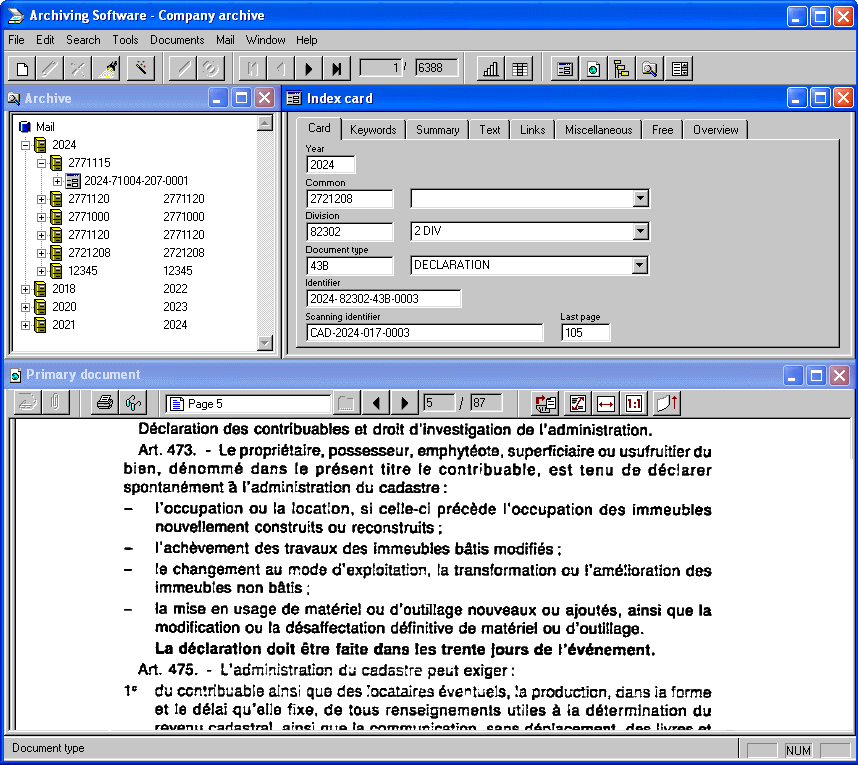 Archiving Software - Company archive
File Edit Search Tools Documents Mail Window Help
1 / 6388
Archive
Mail
2024
2771115
2024-71004-207-0001
2771120 2771120
2771000 2771000
2771120 2771120
2721208 2721208
12345 12345
2018 2022
2020 2023
2021 2024
Index card
Card Keywords Summary Text Links Miscellaneous Free Overview
Year
2024
Common
2721208
Division
82302 2 DIV
Document type
43B DECLARATION
Identifier
2024-82302-43B-0003
Scanning identifier Last page
CAD-2024-017-0003 105
Primary document
Page 5 5 / 87 1:1
Déclaration des contribuables et droit d'investigation de l'administration.
Art. 473. - Le propriétaire, possesseur, emphytéote, superficiaire ou usufruitier du
bien, dénommé dans le présent titre le contribuable, est tenu de déclarer
spontanément à l'administration du cadastre :
– l'occupation ou la location, si celle-ci précède l'occupation des immeubles
nouvellement construits ou reconstruits ;
– l'achèvement des travaux des immeubles bâtis modifiés ;
– le changement au mode d'exploitation, la transformation ou l'amélioration des
immeubles non bâtis ;
– la mise en usage de matériel ou d'outillage nouveaux ou ajoutés, ainsi que la
modification ou la désaffectation définitive de matériel ou d'outillage.
La déclaration doit être faite dans les trente jours de l'événement.
Art. 475. - L'administration du cadastre peut exiger :
1° du contribuable ainsi que des locataires éventuels, la production, dans la forme
et le délai qu'elle fixe, de tous renseignements utiles à la détermination du
revenu cadastral, ainsi que la communication, sans déplacement, des livres et
Document type NUM